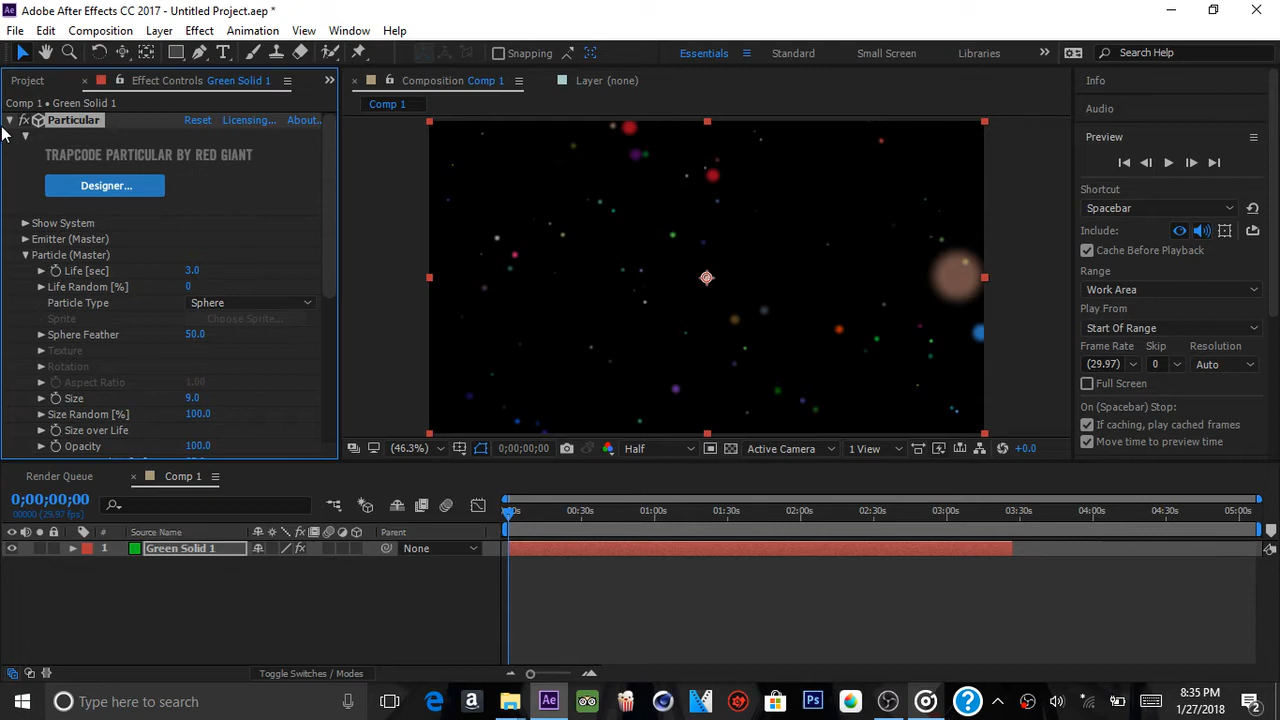 Adobe After Effects CC 2017 - Untitled Project.aep *
File Edit Composition Layer Effect Animation View Window Help
Snapping Essentials Standard Small Screen Libraries Search Help
Project Effect Controls Green Solid 1
Composition Comp 1 Layer (none)
Info
Comp 1 • Green Solid 1
Comp 1
Audio
fx Particular Reset Licensing... About...
Preview
TRAPCODE PARTICULAR BY RED GIANT
Designer...
Shortcut
Spacebar
Show System
Include:
Emitter (Master)
Cache Before Playback
Particle (Master)
Range
Life [sec] 3.0
Work Area
Life Random [%] 0
Play From
Particle Type Sphere
Start Of Range
Sprite Choose Sprite...
Sphere Feather 50.0
Frame Rate Skip Resolution
Texture
(29.97) 0 Auto
Rotation
Aspect Ratio 1.00
Full Screen
Size 9.0
On (Spacebar) Stop:
Size Random [%] 100.0
If caching, play cached frames
Size over Life
Move time to preview time
Opacity 100.0
(46.3%) 0;00;00;00 Half Active Camera 1 View +0.0
Render Queue Comp 1
0;00;00;00
00000 (29.97 fps)
00:30s 01:00s 01:30s 02:00s 02:30s 03:00s 03:30s 04:00s 04:30s 05:00s
# Source Name fx Parent
1 Green Solid 1 fx None
Toggle Switches / Modes
Type here to search
8:35 PM
1/27/2018
2